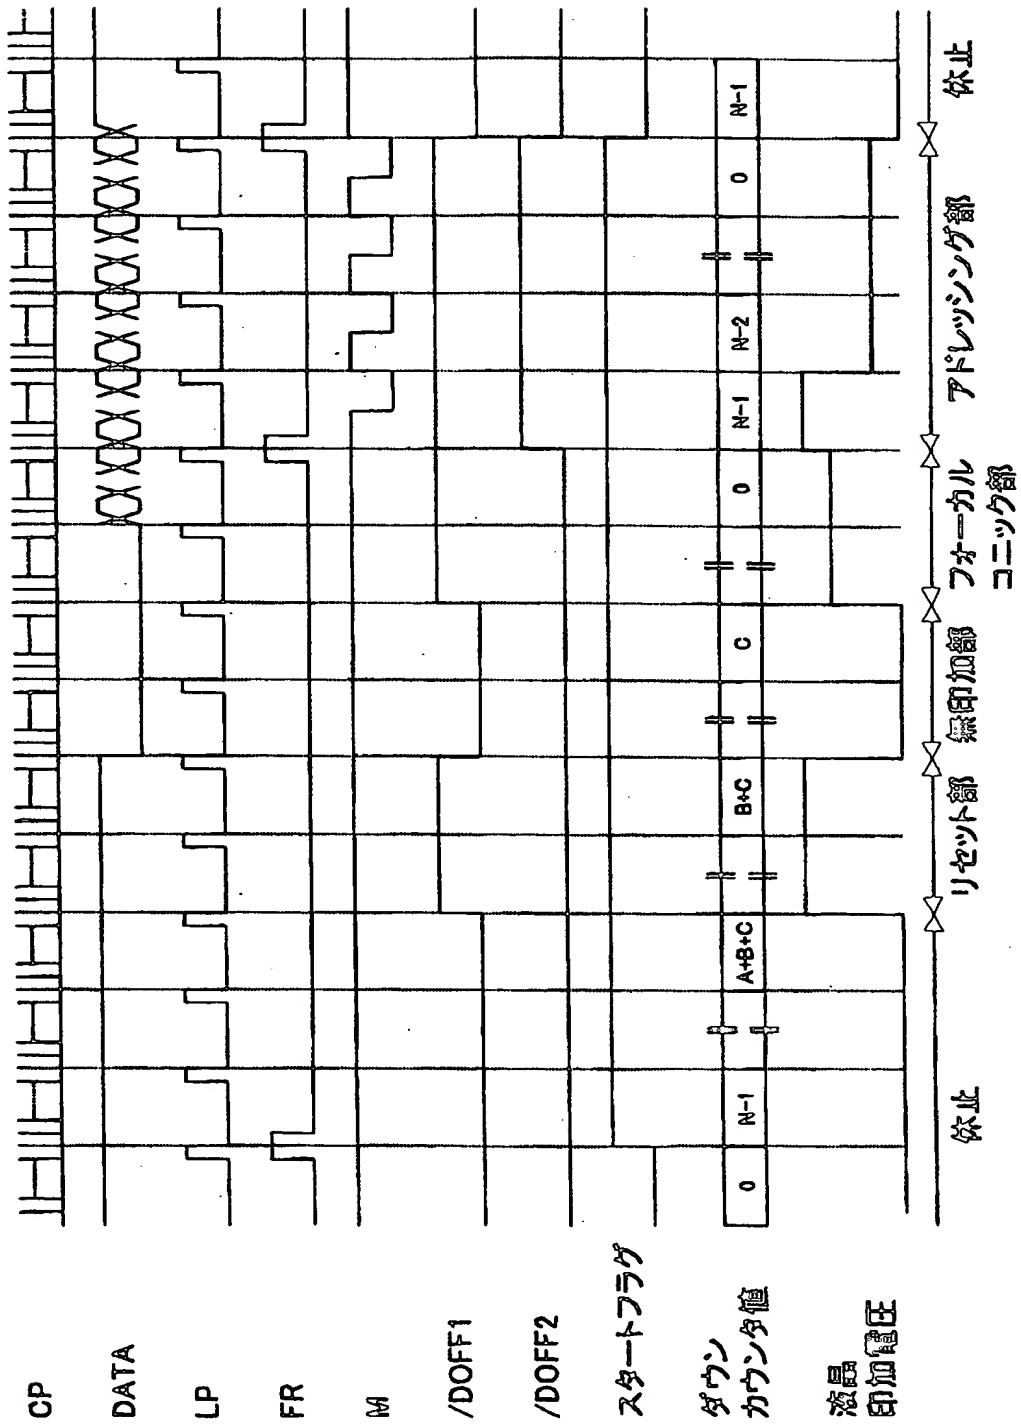 CP
DATA
LP
FR
M
/DOFF1
/DOFF2
スタートフラグ
ダウン
カウンタ値
液晶
印加電圧
0
N-1
A+B+C
B+C
C
0
N-1
N-2
0
N-1
休止
リセット部
無印加部
フォーカル
コニック部
アドレッシング部
休止